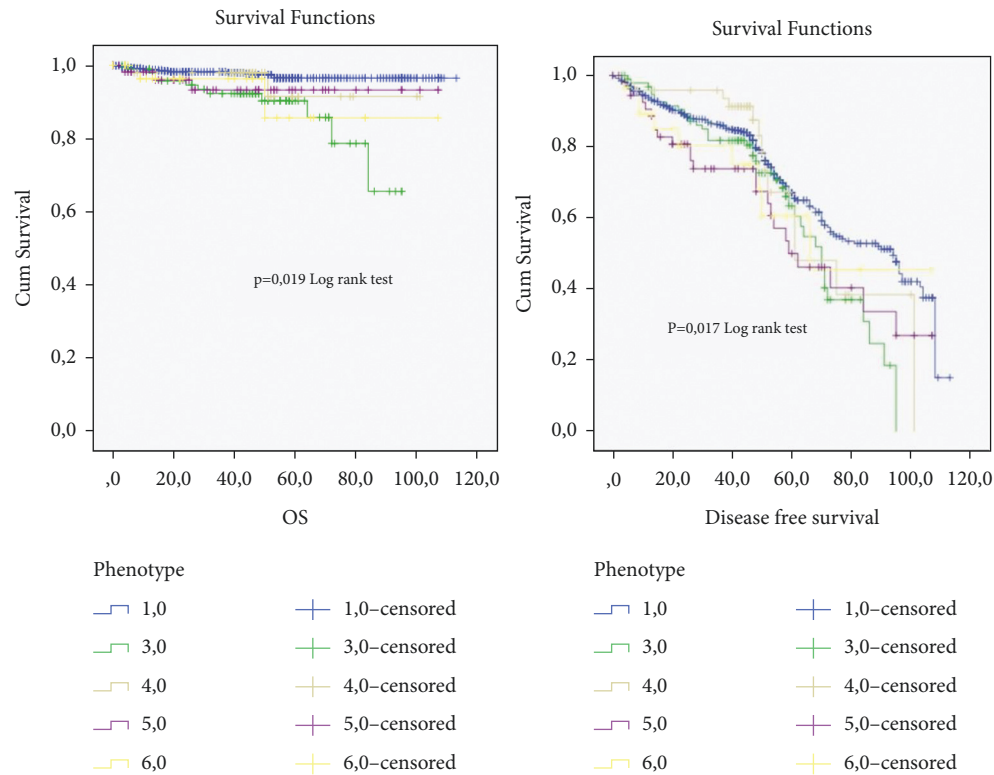 Survival Functions
Cum Survival
1,0
0,8
0,6
0,4
0,2
0,0
p=0,019 Log rank test
,0 20,0 40,0 60,0 80,0 100,0 120,0
OS
Phenotype
1,0 1,0–censored
3,0 3,0–censored
4,0 4,0–censored
5,0 5,0–censored
6,0 6,0–censored
Survival Functions
Cum Survival
1,0
0,8
0,6
0,4
0,2
0,0
P=0,017 Log rank test
,0 20,0 40,0 60,0 80,0 100,0 120,0
Disease free survival
Phenotype
1,0 1,0–censored
3,0 3,0–censored
4,0 4,0–censored
5,0 5,0–censored
6,0 6,0–censored